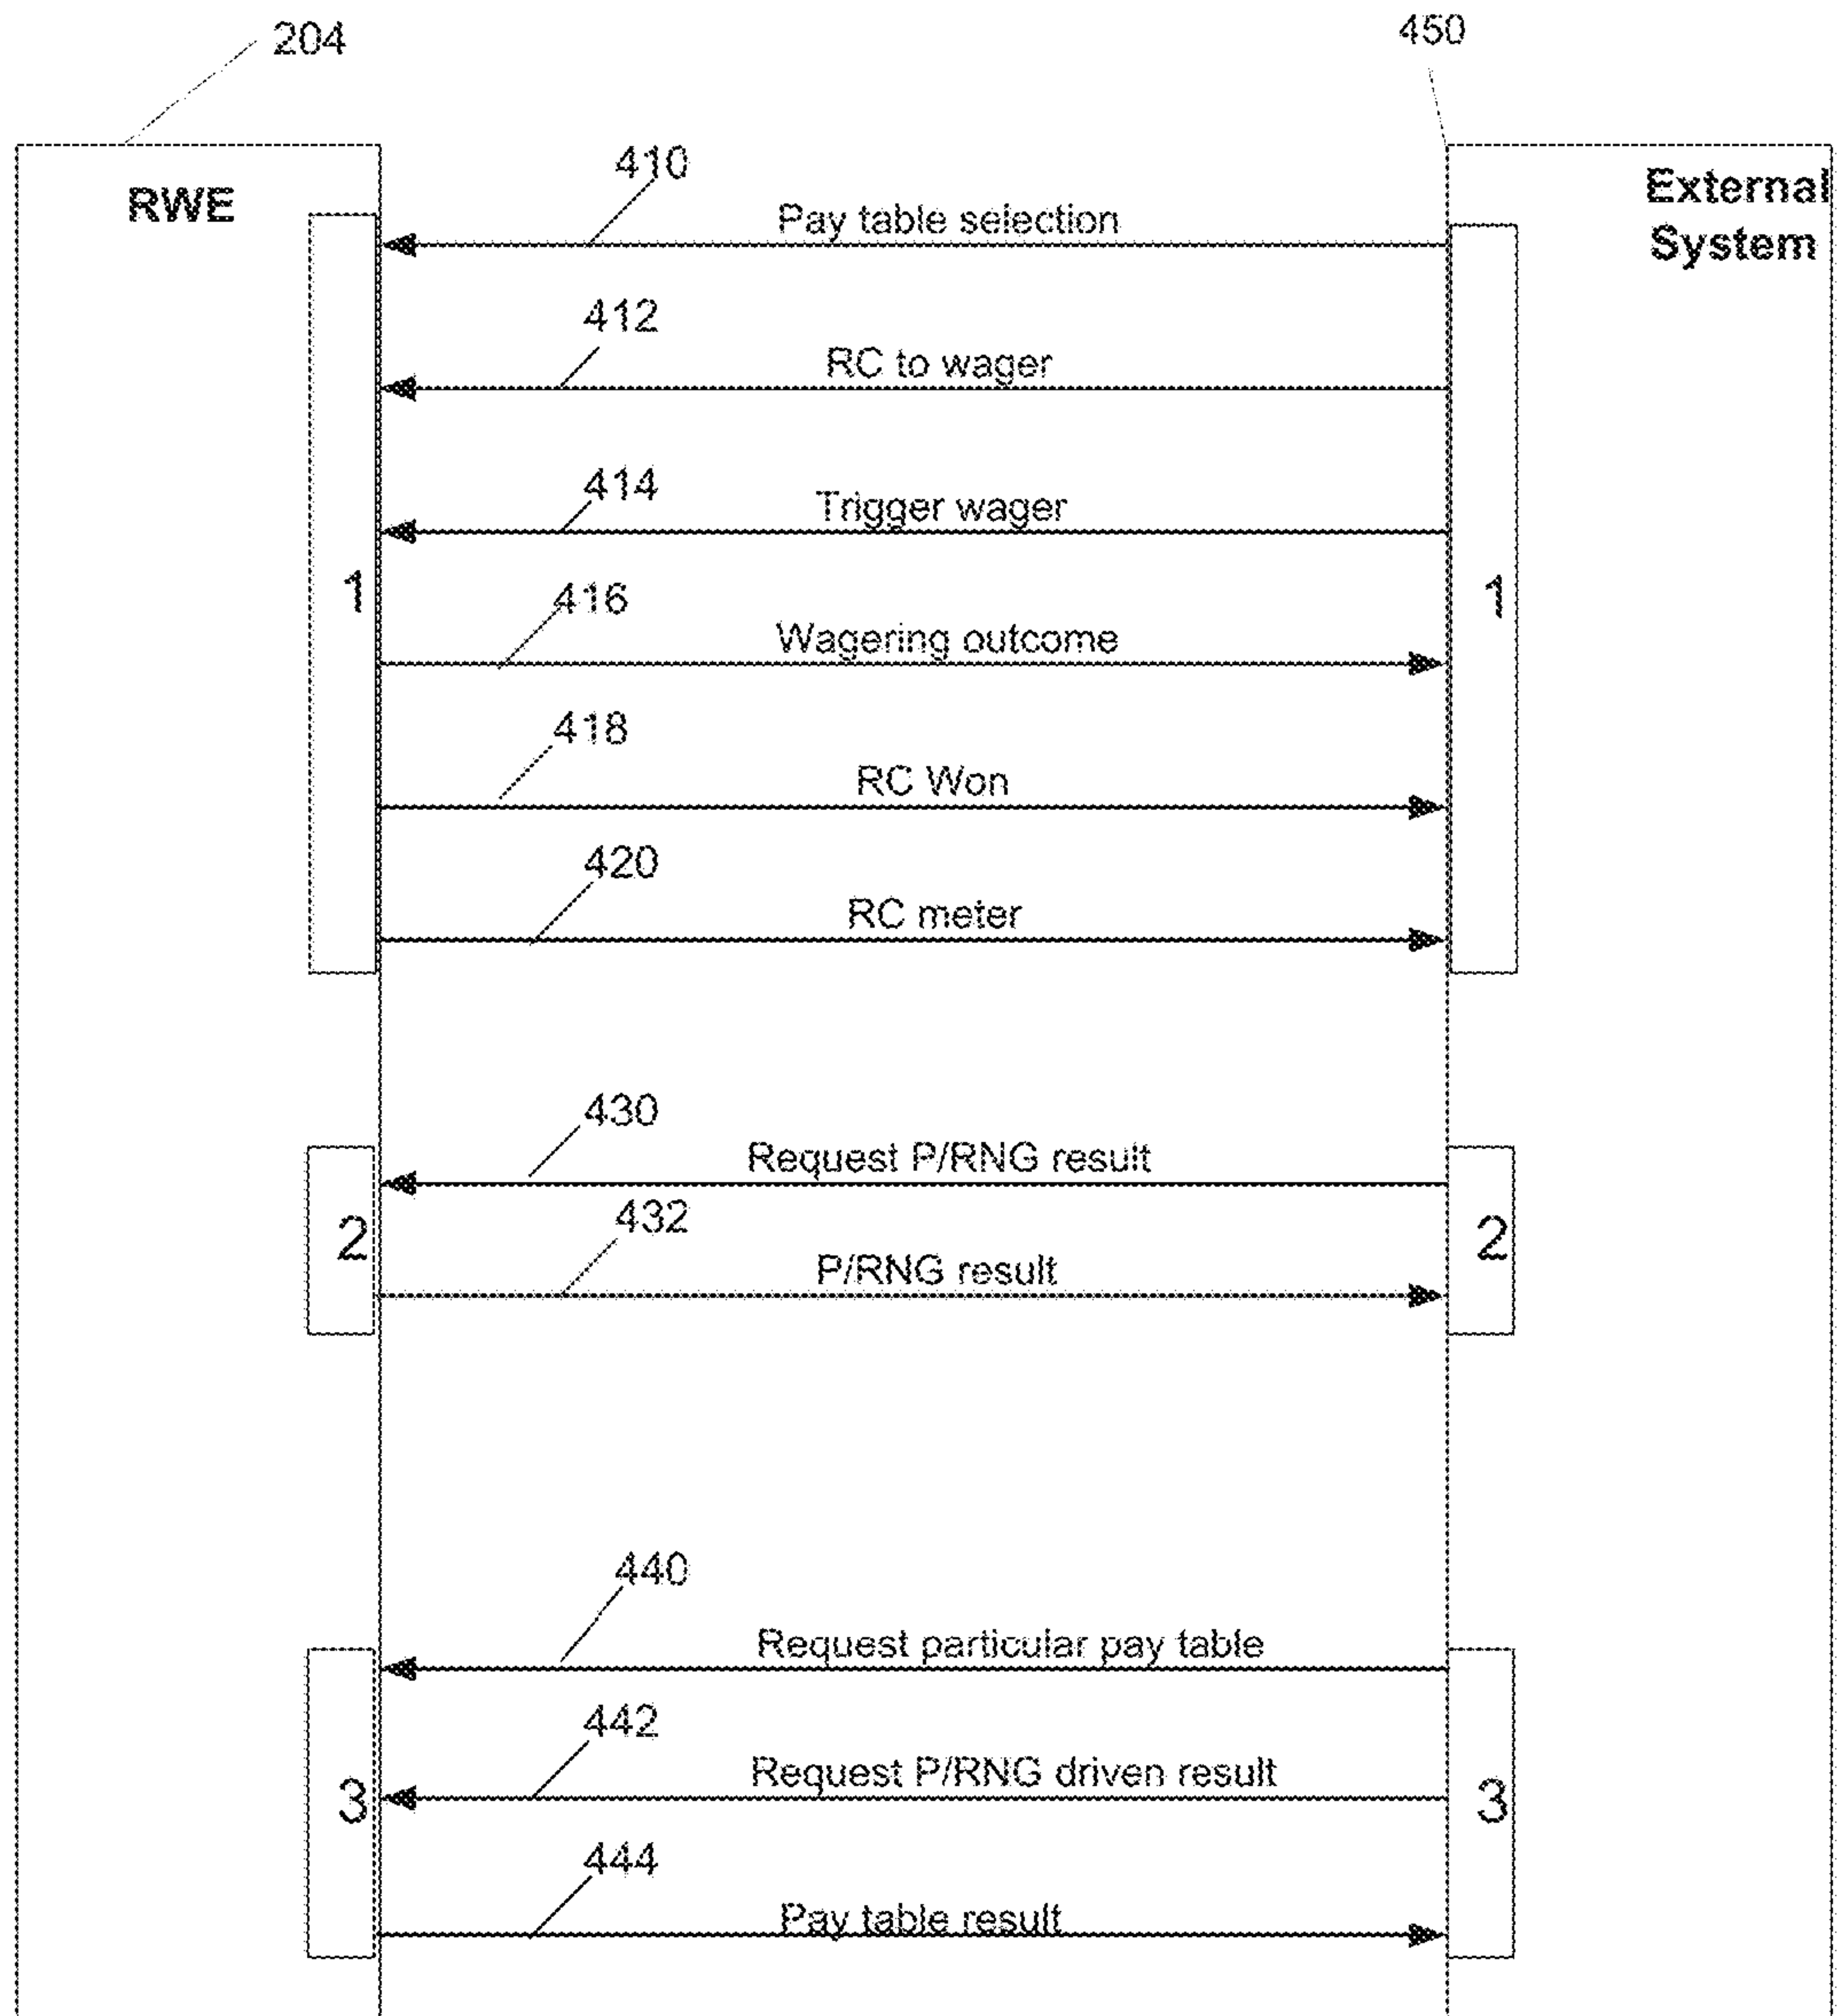 204
450
RWE
External
System
410
Pay table selection
412
RC to wager
414
Trigger wager
1
1
416
Wagering outcome
418
RC Won
420
RC meter
430
Request P/RNG result
2
2
432
P/RNG result
440
Request particular pay table
442
Request P/RNG driven result
3
3
444
Pay table result